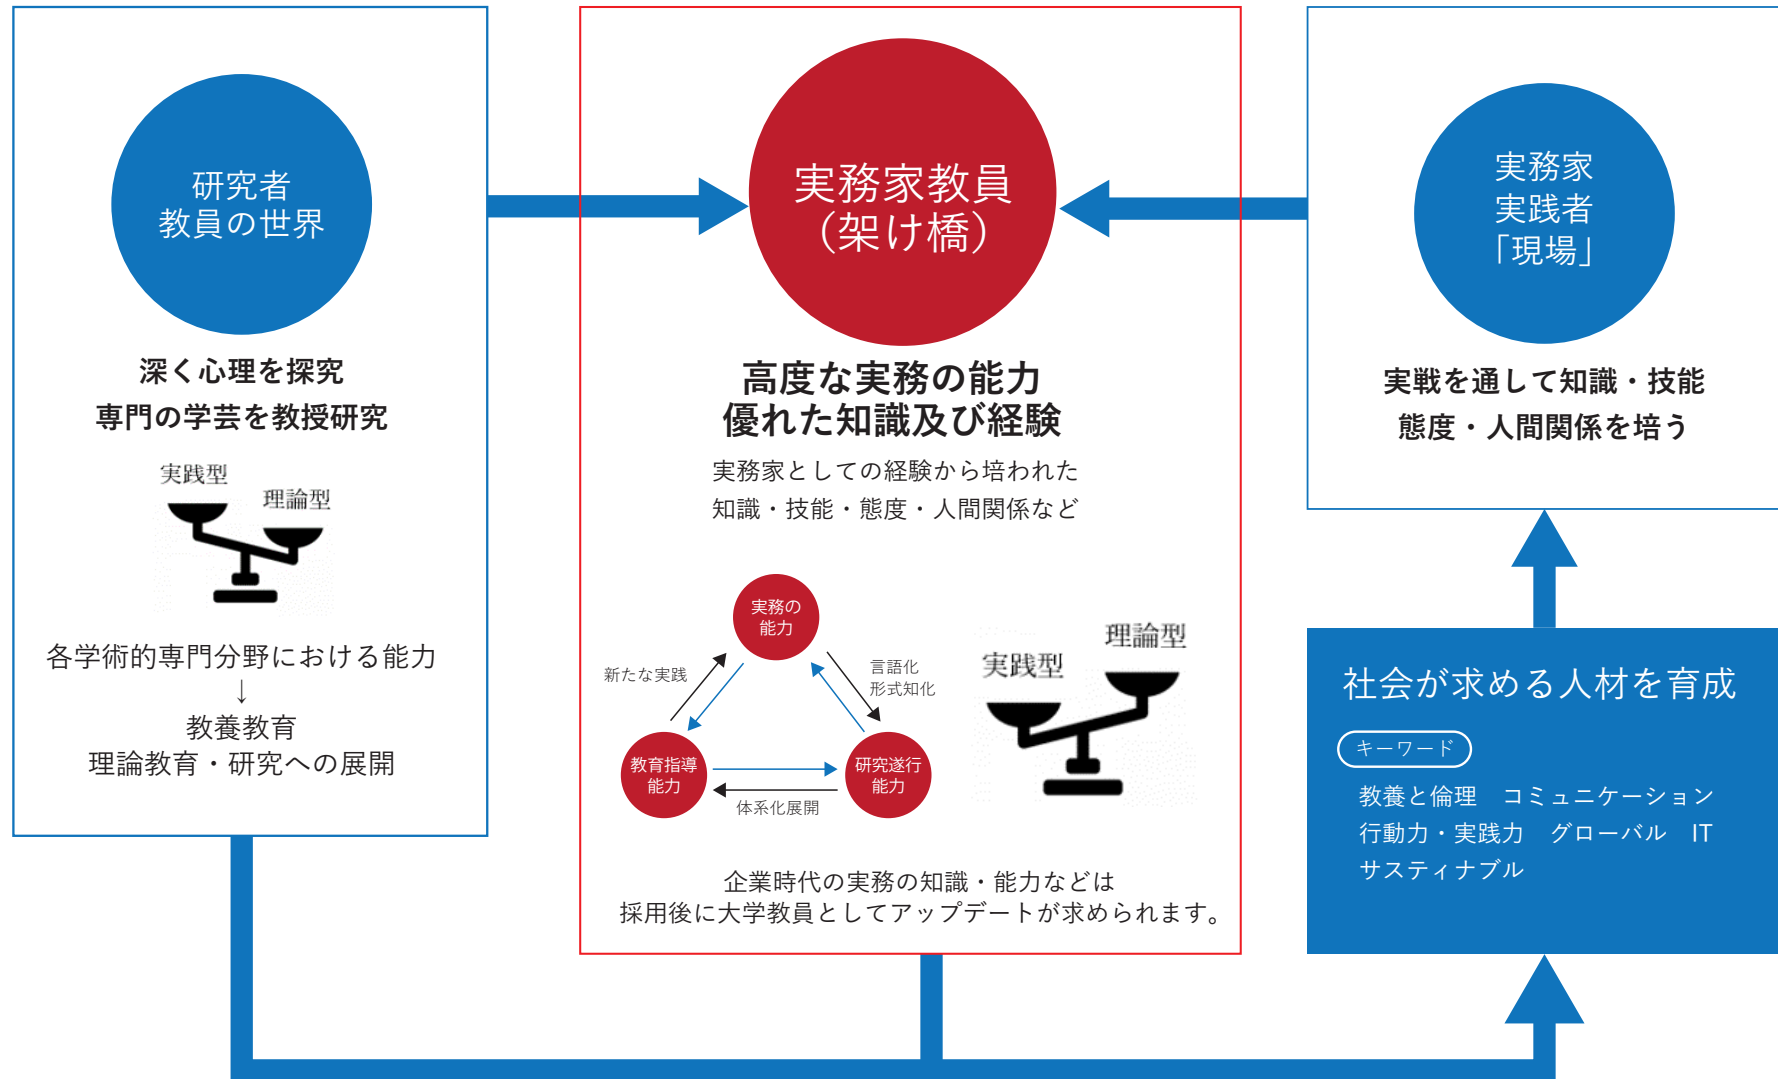 研究者
教員の世界
深く心理を探究
専門の学芸を教授研究
実践型
理論型
各学術的専門分野における能力
↓
教養教育
理論教育・研究への展開
実務家教員
（架け橋）
高度な実務の能力
優れた知識及び経験
実務家としての経験から培われた
知識・技能・態度・人間関係など
実務の
能力
新たな実践
言語化
形式知化
教育指導
能力
研究遂行
能力
体系化展開
理論型
実践型
企業時代の実務の知識・能力などは
採用後に大学教員としてアップデートが求められます。
実務家
実践者
「現場」
実戦を通して知識・技能
態度・人間関係を培う
社会が求める人材を育成
キーワード
教養と倫理　コミュニケーション
行動力・実践力　グローバル　IT
サスティナブル